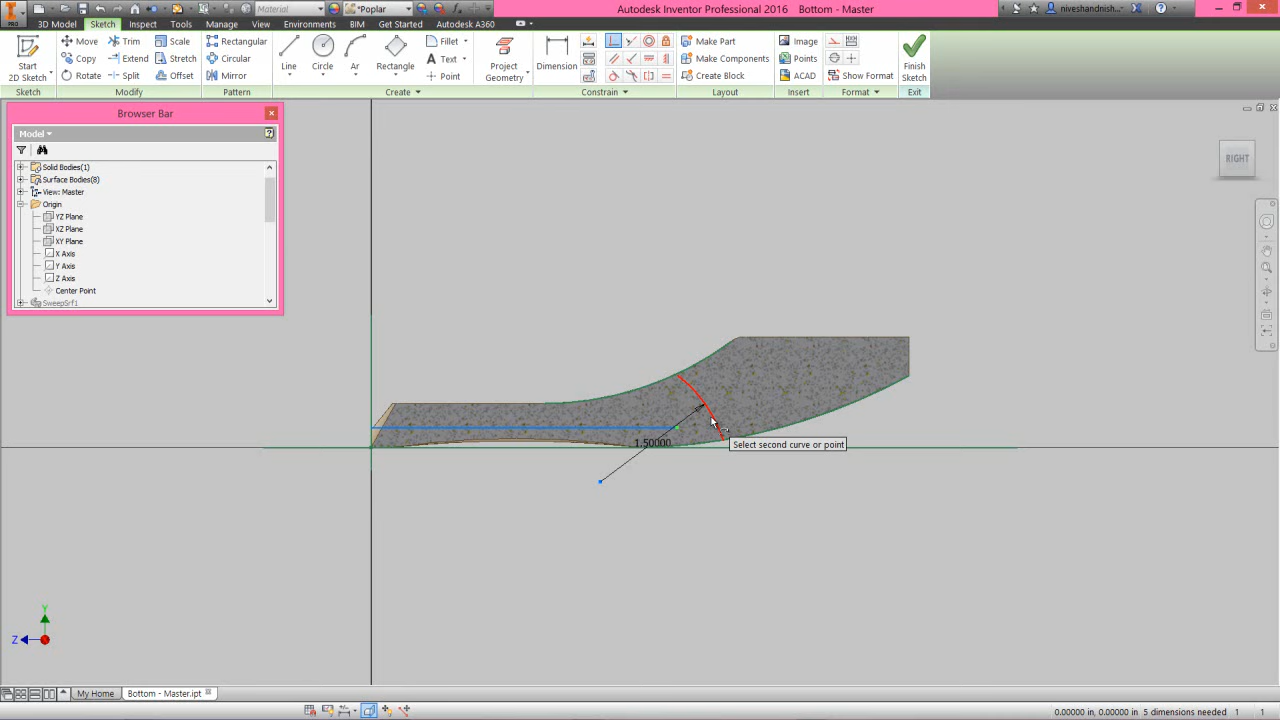 PRO
Material
*Poplar
Autodesk Inventor Professional 2016 Bottom - Master
niveshandnish...
3D Model Sketch Inspect Tools Manage View Environments BIM Get Started Autodesk A360
Start
2D Sketch
Move Trim Scale
Stretch
Rotate Split Offset
Rectangular
Circular
Mirror
Line
Circle
Rectangle
Fillet
Text
Point
Project
Geometry
Dimension
Make Part
Make Components
Create Block
Image
Points
ACAD
Show Format
Finish
Sketch
Sketch Modify Pattern Create Constrain Layout Insert Format Exit
Browser Bar
Model
Solid Bodies(1)
Surface Bodies(8)
View: Master
Origin
YZ Plane
XZ Plane
XY Plane
X Axis
Y Axis
Z Axis
Center Point
SweepSrf1
RIGHT
1.50000
Select second curve or point
Y
Z
My Home Bottom - Master.ipt
0.00000 in, 0.00000 in 5 dimensions needed 1 1